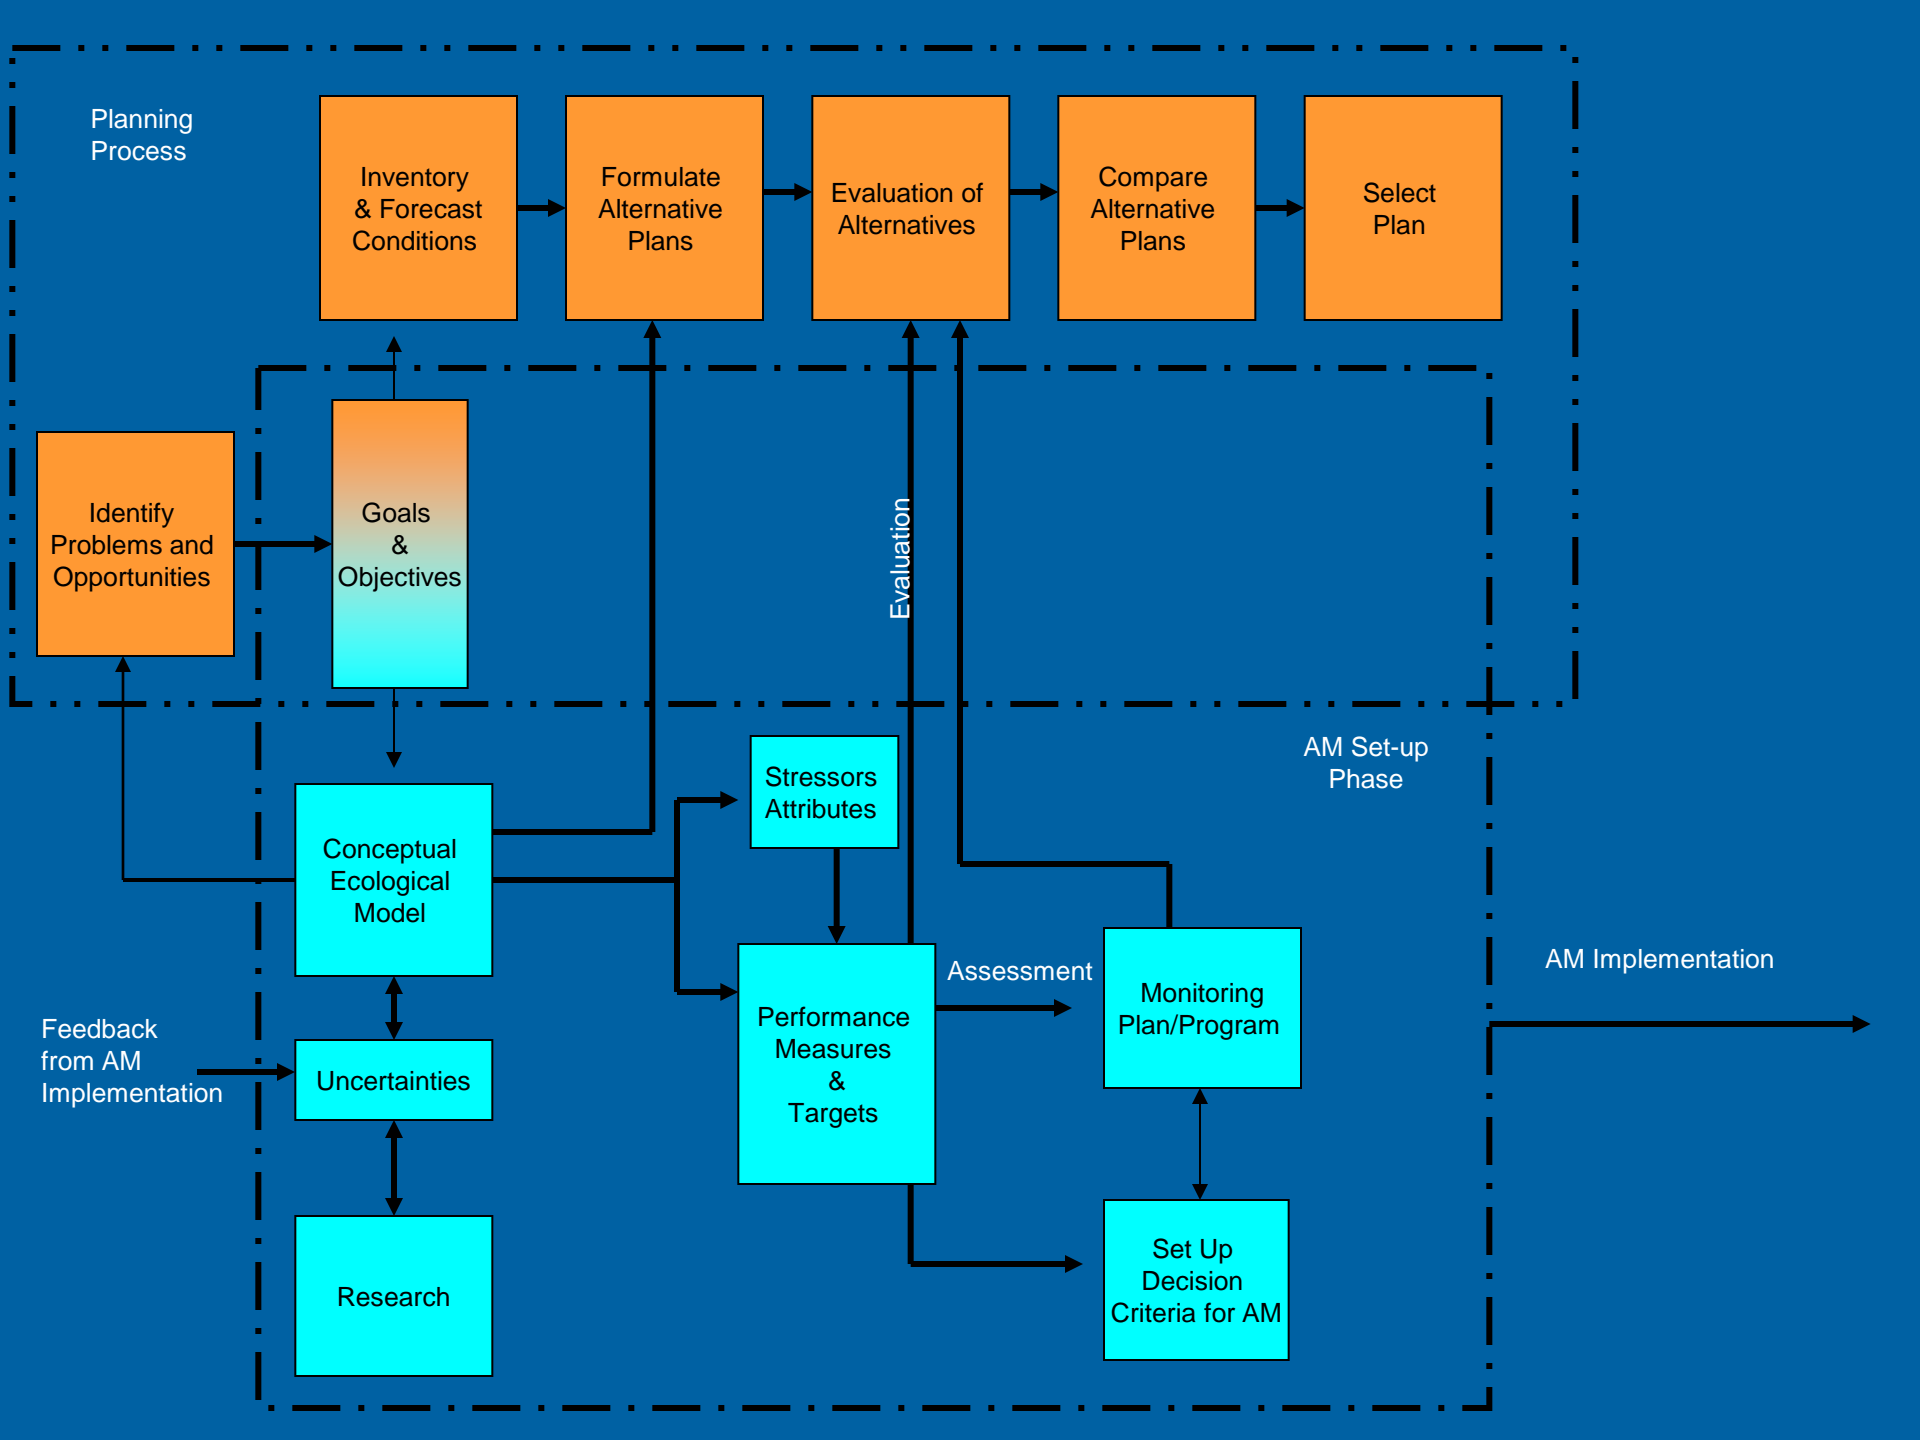 Planning
Process
Inventory
& Forecast
Conditions
Formulate
Alternative
Plans
Evaluation of
Alternatives
Compare
Alternative
Plans
Select
Plan
Identify
Problems and
Opportunities
Goals
&
Objectives
Evaluation
AM Set-up
Phase
Stressors
Attributes
Conceptual
Ecological
Model
Assessment
Monitoring
Plan/Program
AM Implementation
Performance
Measures
&
Targets
Feedback
from AM
Implementation
Uncertainties
Research
Set Up
Decision
Criteria for AM